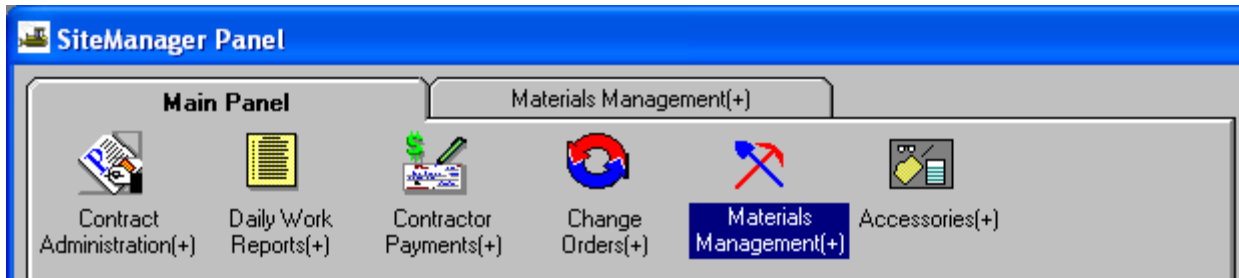 SiteManager Panel
Main Panel
Materials Management(+)
Contract
Administration(+)
Daily Work
Reports(+)
Contractor
Payments(+)
Change
Orders(+)
Materials
Management(+)
Accessories(+)